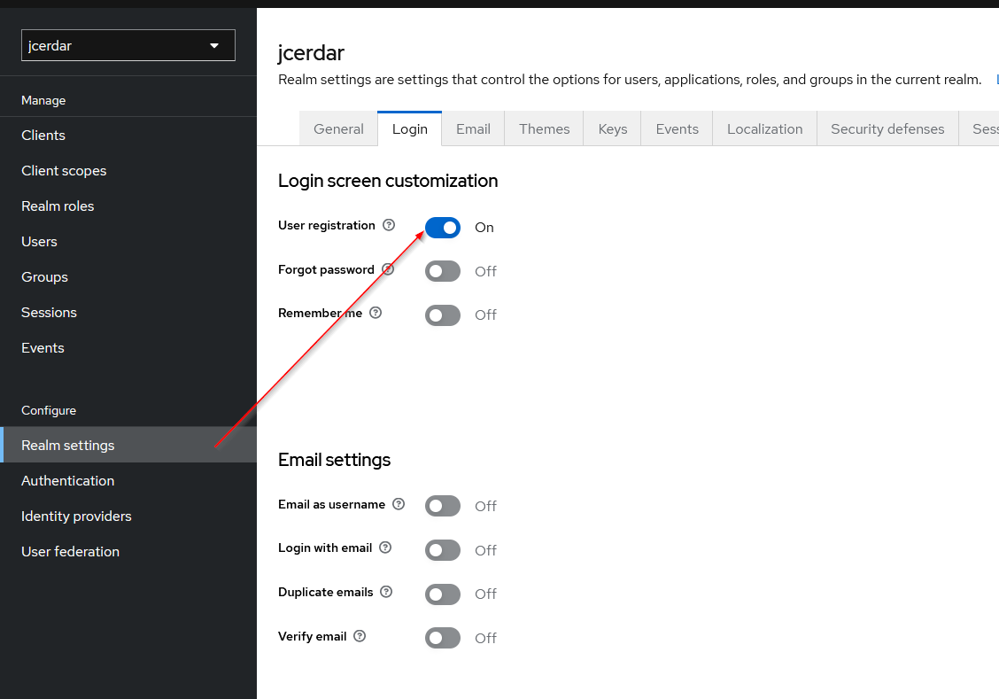 jcerdar
Manage
Clients
Client scopes
Realm roles
Users
Groups
Sessions
Events
Configure
Realm settings
Authentication
Identity providers
User federation
jcerdar
Realm settings are settings that control the options for users, applications, roles, and groups in the current realm.
General Login Email Themes Keys Events Localization Security defenses
Login screen customization
User registration On
Forgot password Off
Remember me Off
Email settings
Email as username Off
Login with email Off
Duplicate emails Off
Verify email Off